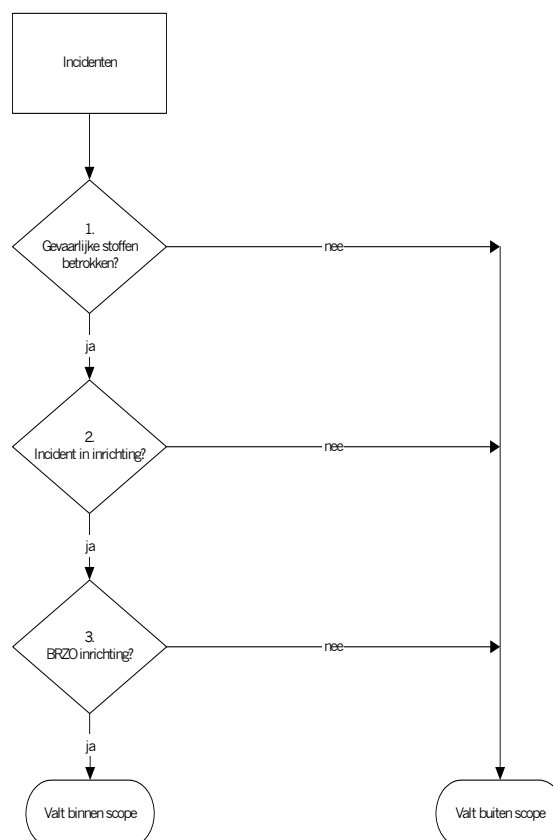 Incidenten
1.
Gevaarlijke stoffen
betrokken?
nee
ja
2.
Incident in inrichting?
nee
ja
3.
BRZO inrichting?
nee
ja
Valt binnen scope
Valt buiten scope